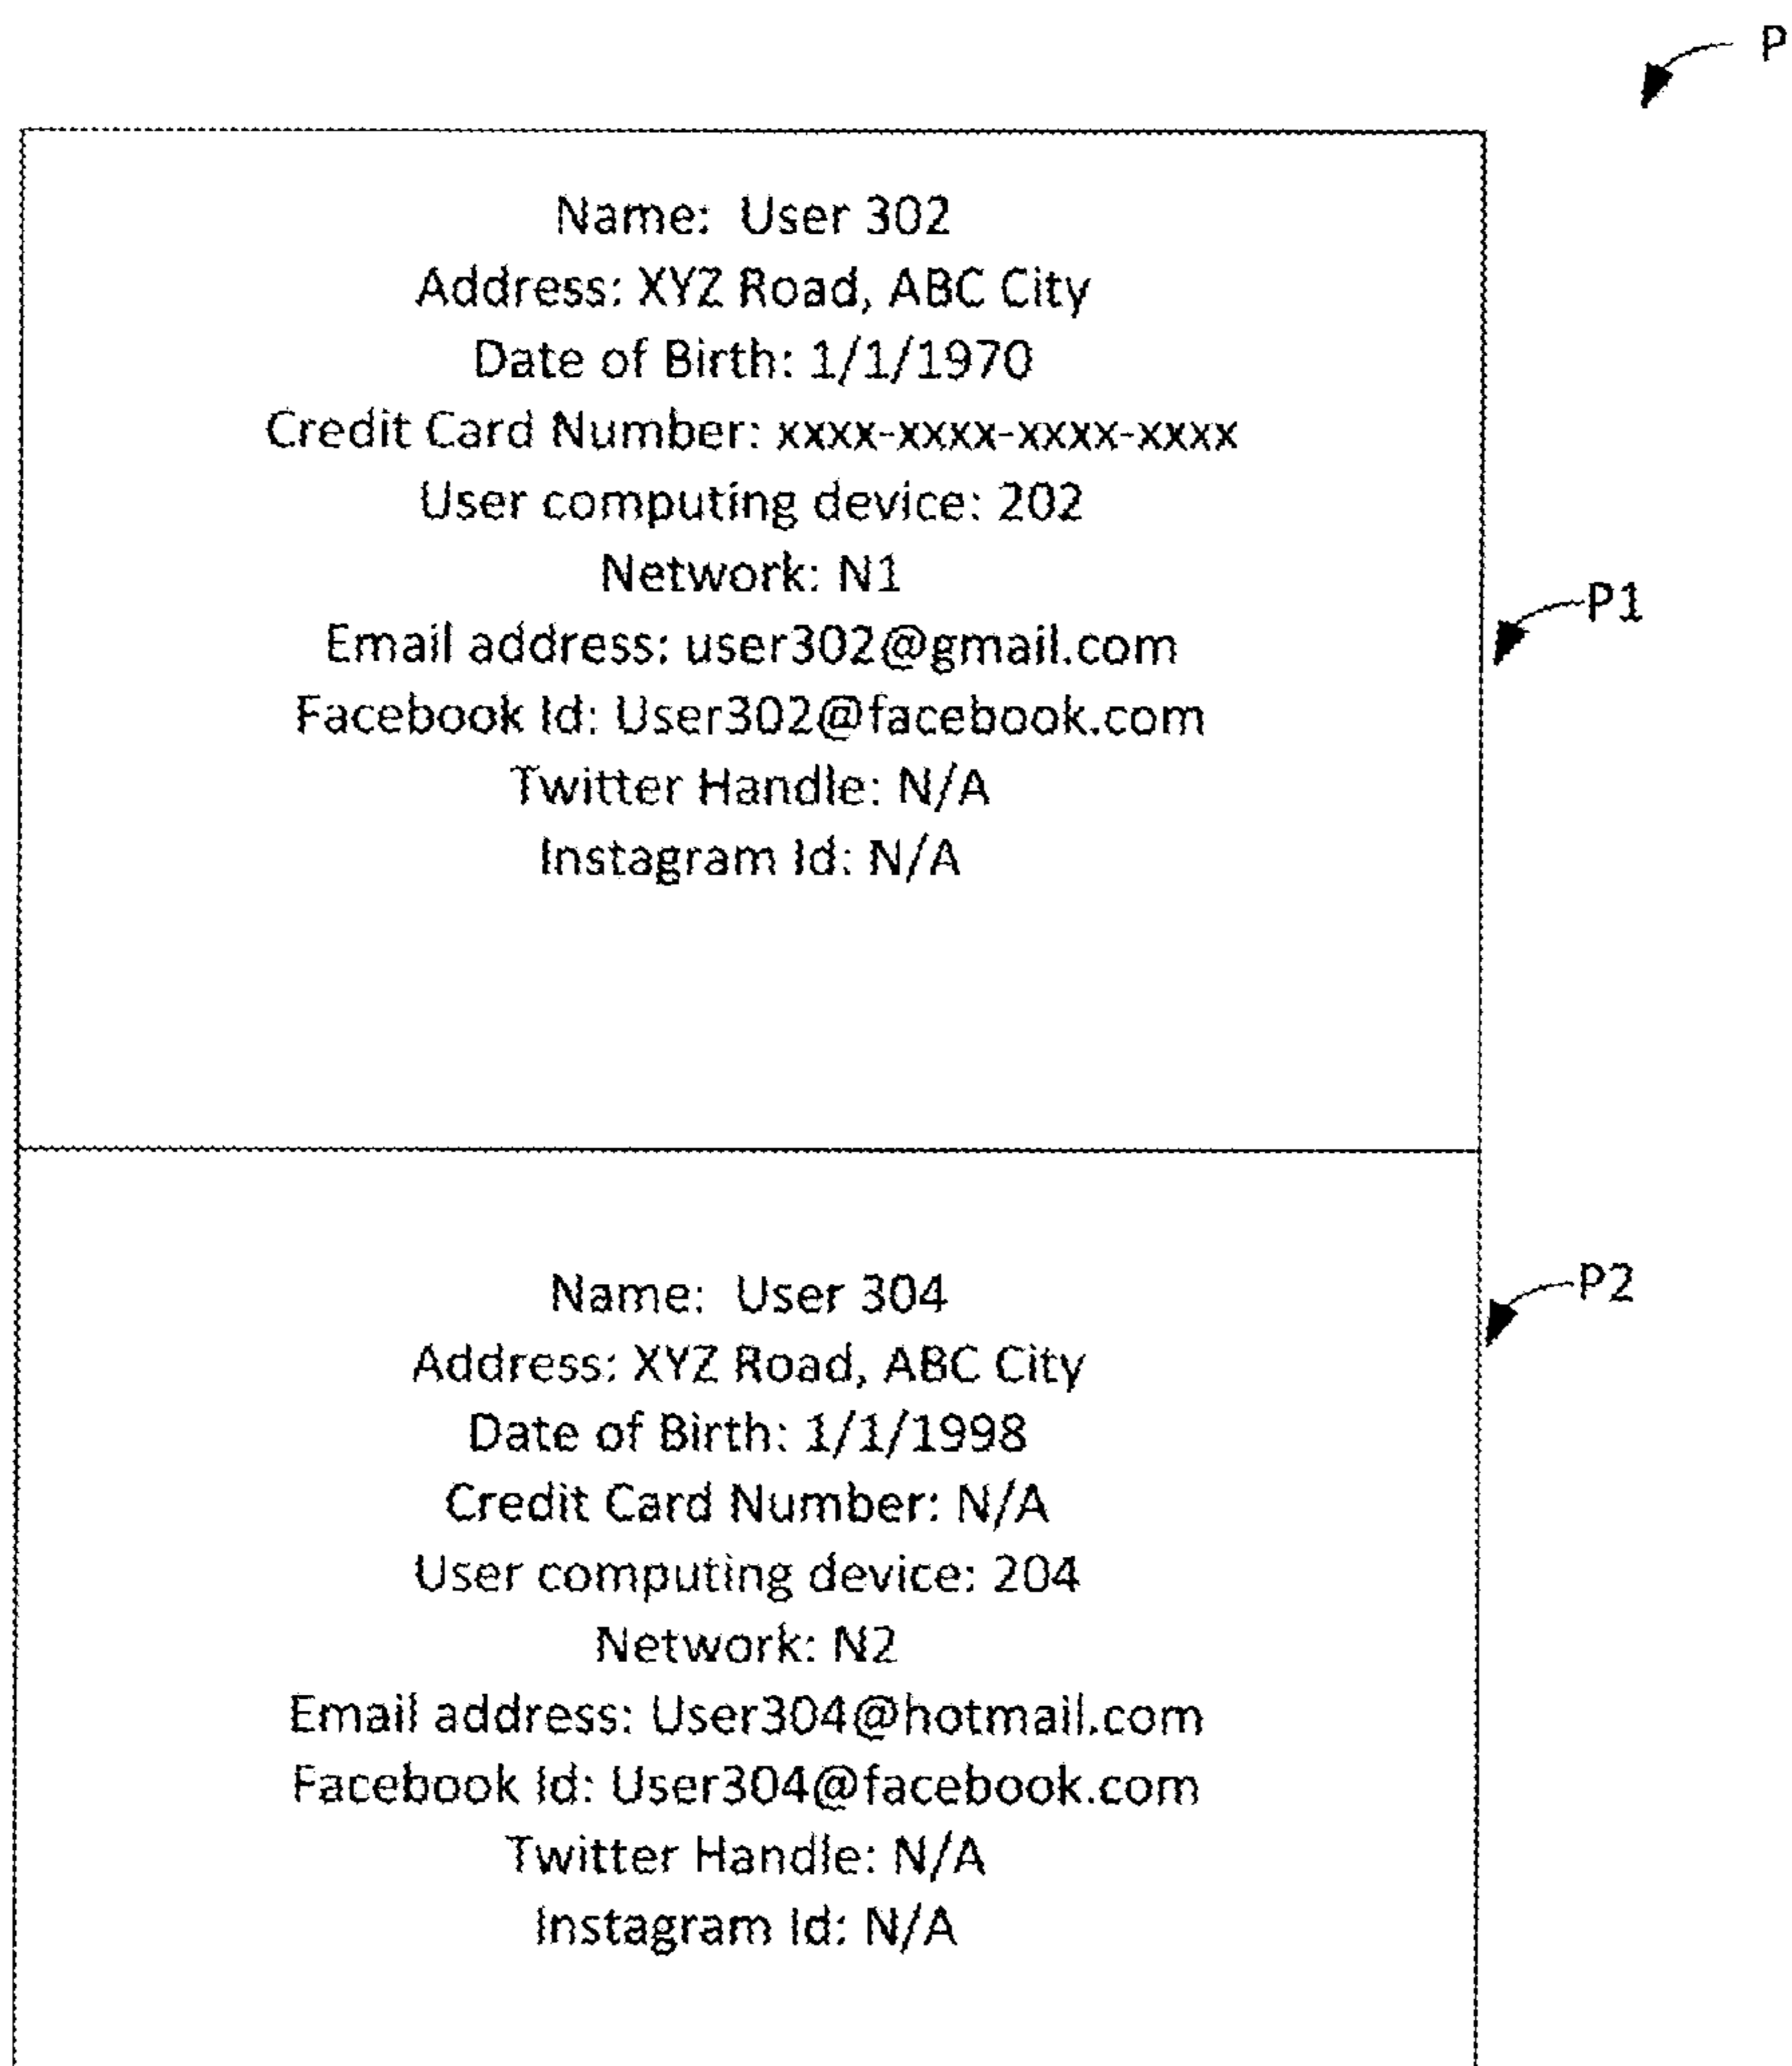 P
Name: User 302
Address: XYZ Road, ABC City
Date of Birth: 1/1/1970
Credit Card Number: xxxx-xxxx-xxxx-xxxx
User computing device: 202
Network: N1
P1
Email address: user302@gmail.com
Facebook Id: User302@facebook.com
Twitter Handle: N/A
Instagram Id: N/A
P2
Name: User 304
Address: XYZ Road, ABC City
Date of Birth: 1/1/1998
Credit Card Number: N/A
User computing device: 204
Network: N2
Email address: User304@hotmail.com
Facebook Id: User304@facebook.com
Twitter Handle: N/A
Instagram Id: N/A